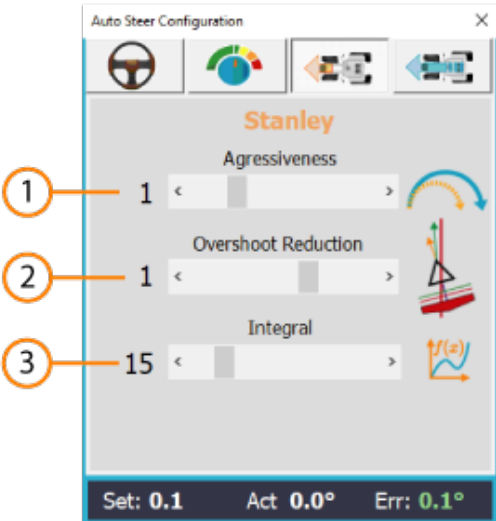 Auto Steer Configuration
Stanley
Agressiveness
1 1
Overshoot Reduction
2 1
Integral
3 15
f(x)
Set: 0.1 Act 0.0° Err: 0.1°